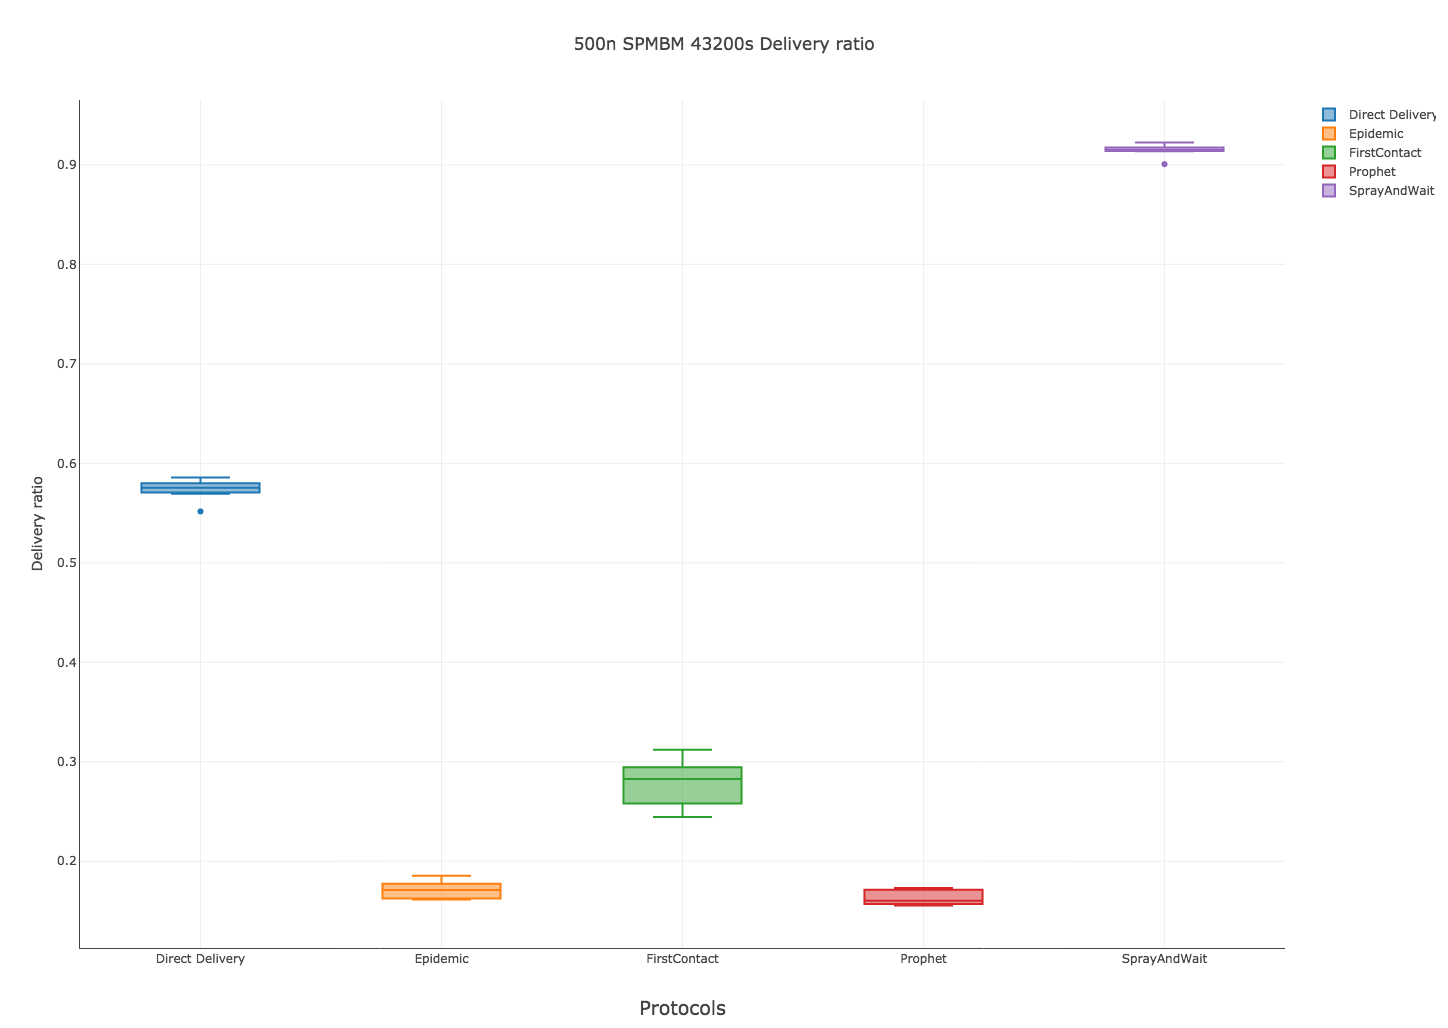 500n SPMBM 43200s Delivery ratio
Direct Delivery
Epidemic
FirstContact
Prophet
SprayAndWait
Delivery ratio
0.9
0.8
0.7
0.6
0.5
0.4
0.3
0.2
Direct Delivery
Epidemic
FirstContact
Prophet
SprayAndWait
Protocols